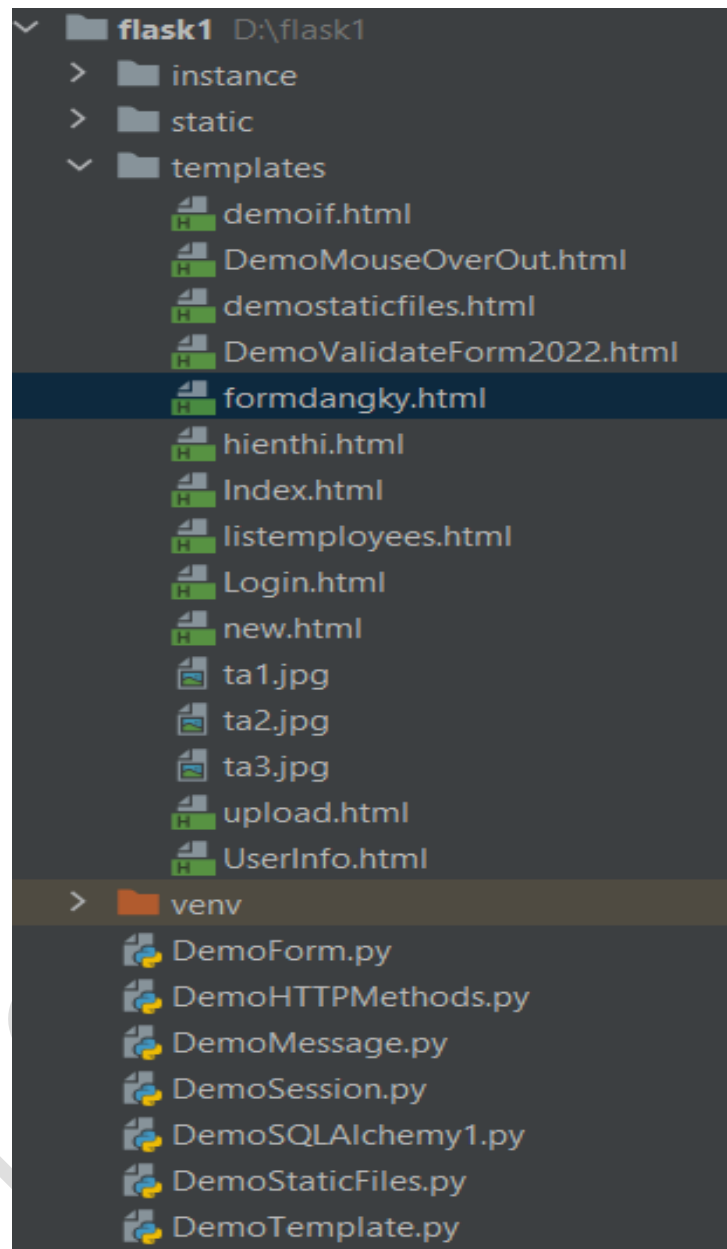 flask1 D:\flask1
instance
static
templates
demoif.html
DemoMouseOverOut.html
demostaticfiles.html
DemoValidateForm2022.html
formdangky.html
hienthi.html
Index.html
listemployees.html
Login.html
new.html
ta1.jpg
ta2.jpg
ta3.jpg
upload.html
UserInfo.html
venv
DemoForm.py
DemoHTTPMethods.py
DemoMessage.py
DemoSession.py
DemoSQLAlchemy1.py
DemoStaticFiles.py
DemoTemplate.py